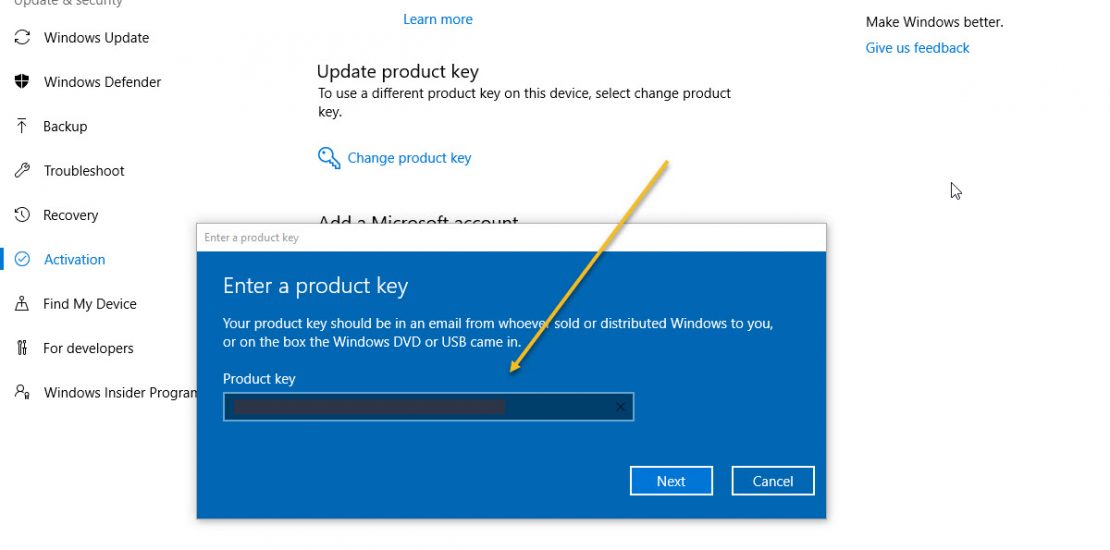 Update & security
Windows Update
Windows Defender
Backup
Troubleshoot
Recovery
Activation
Find My Device
For developers
Windows Insider Program
Learn more
Update product key
To use a different product key on this device, select change product
key.
Change product key
Add a Microsoft account
Make Windows better.
Give us feedback
Enter a product key
Enter a product key
Your product key should be in an email from whoever sold or distributed Windows to you,
or on the box the Windows DVD or USB came in.
Product key
Next
Cancel